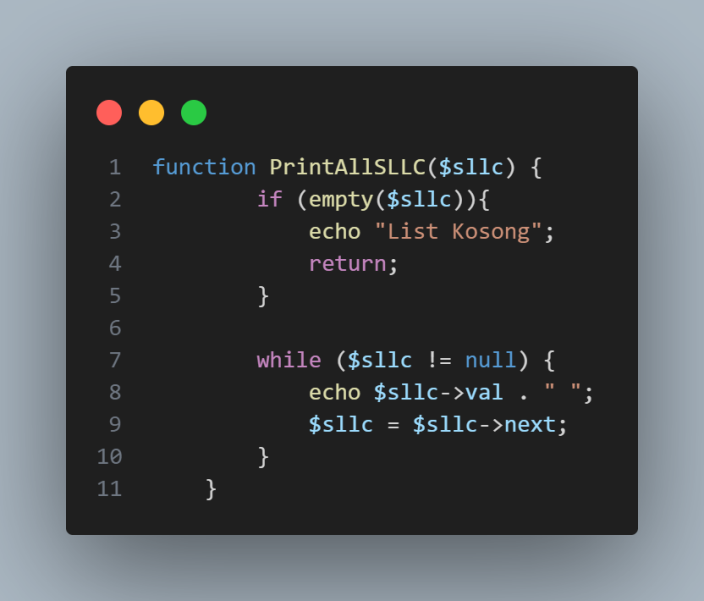 1 function PrintAllSLLC($sllc) {
2         if (empty($sllc)){
3             echo "List Kosong";
4             return;
5         }
6
7         while ($sllc != null) {
8             echo $sllc->val . " ";
9             $sllc = $sllc->next;
10         }
11     }